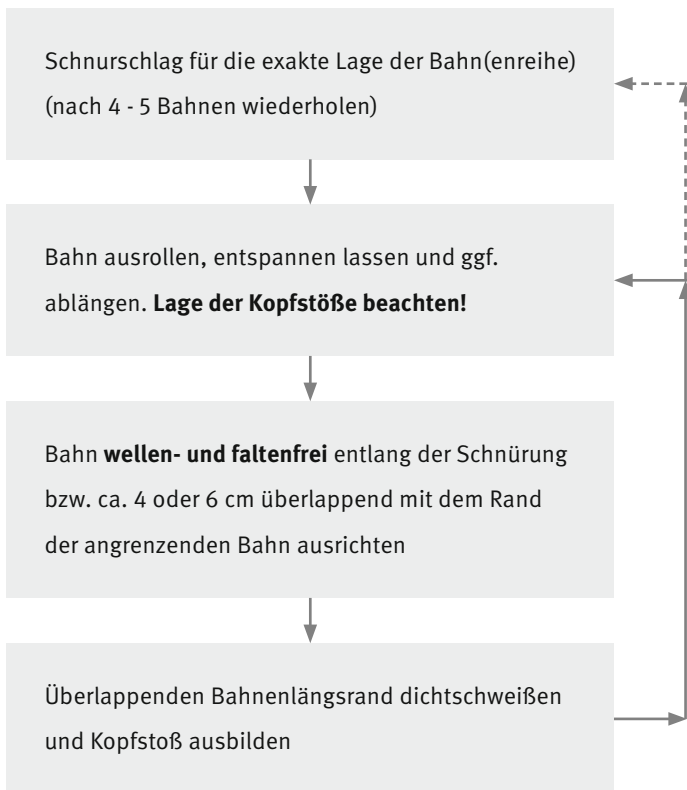 Schnurschlag für die exakte Lage der Bahn(enreihe)
(nach 4 - 5 Bahnen wiederholen)
Bahn ausrollen, entspannen lassen und ggf.
ablängen. Lage der Kopfstöße beachten!
Bahn wellen- und faltenfrei entlang der Schnürung
bzw. ca. 4 oder 6 cm überlappend mit dem Rand
der angrenzenden Bahn ausrichten
Überlappenden Bahnenlängsrand dichtschweißen
und Kopfstoß ausbilden